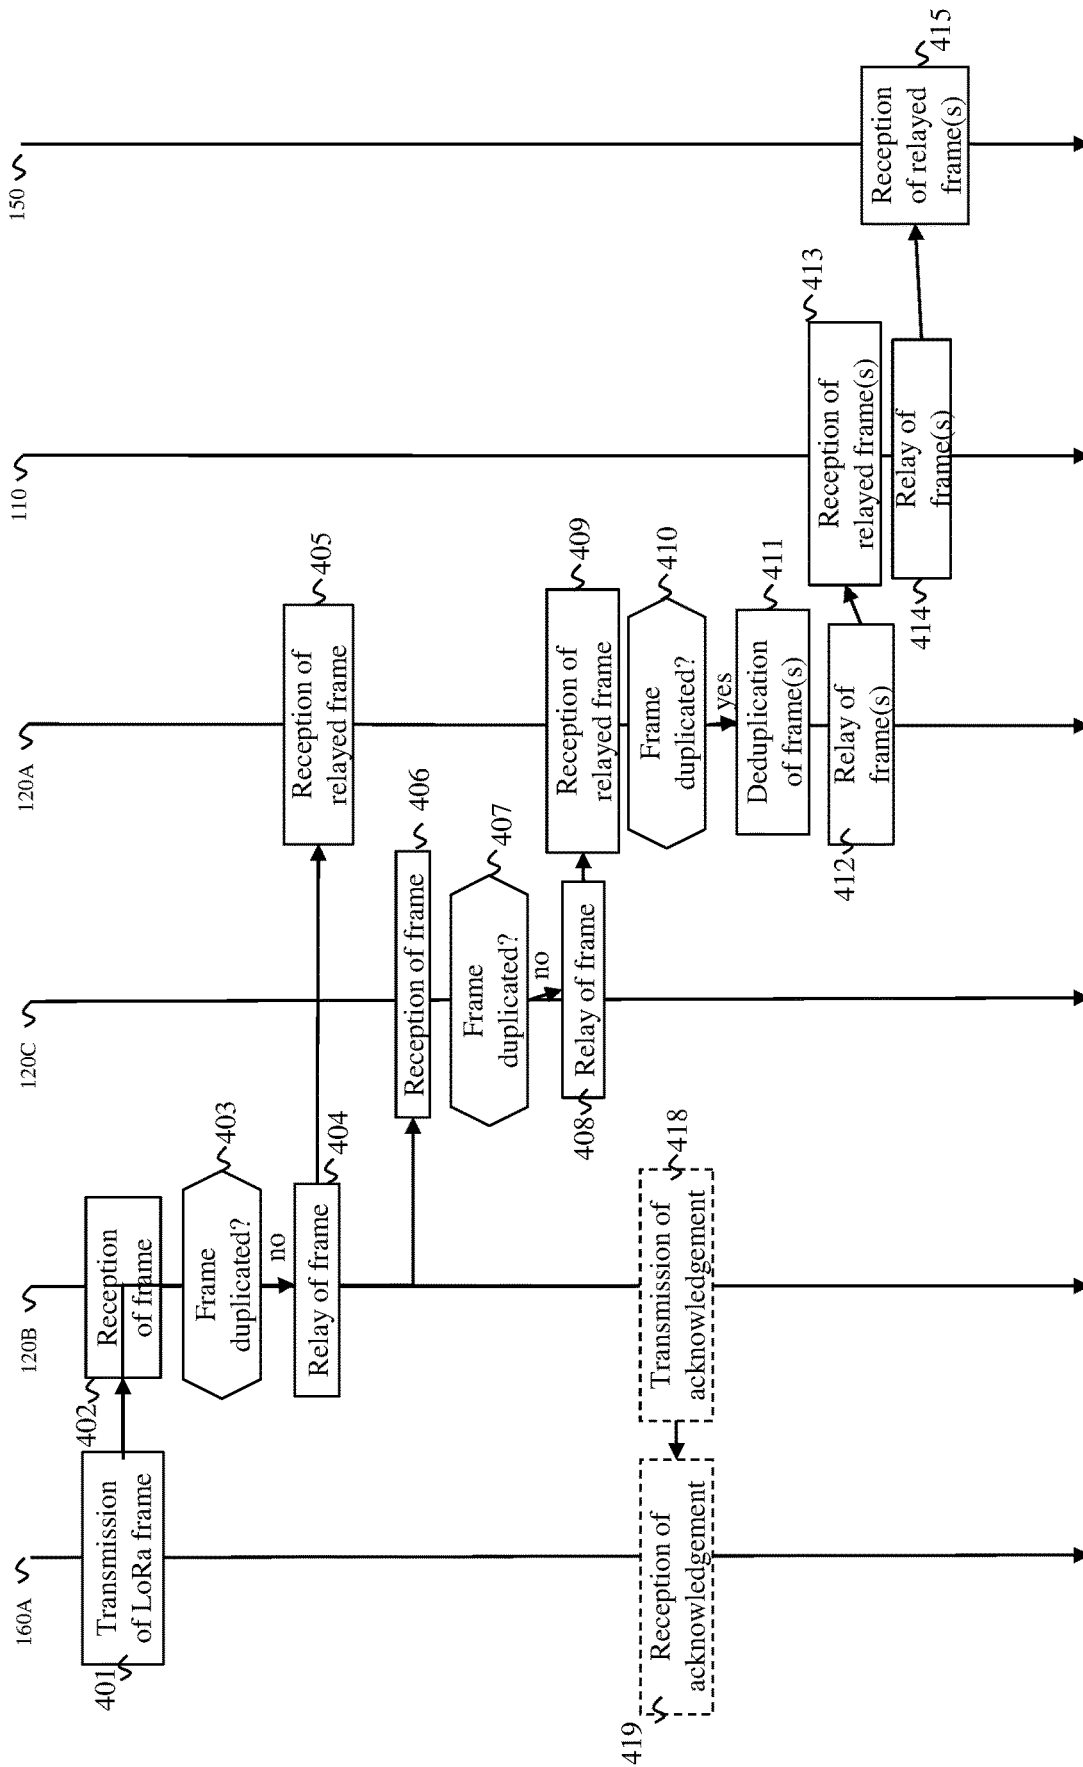 160A
120B
120C
120A
110
150
401
Transmission
of LoRa frame
402
Reception
of frame
403
Frame
duplicated?
no
404
Relay of frame
405
Reception of
relayed frame
406
Reception of frame
407
Frame
duplicated?
no
408
Relay of frame
409
Reception of
relayed frame
410
Frame
duplicated?
yes
411
Deduplication
of frame(s)
412
Relay of
frame(s)
413
Reception of
relayed frame(s)
414
Relay of
frame(s)
415
Reception
of relayed
frame(s)
418
Transmission of
acknowledgement
419
Reception of
acknowledgement